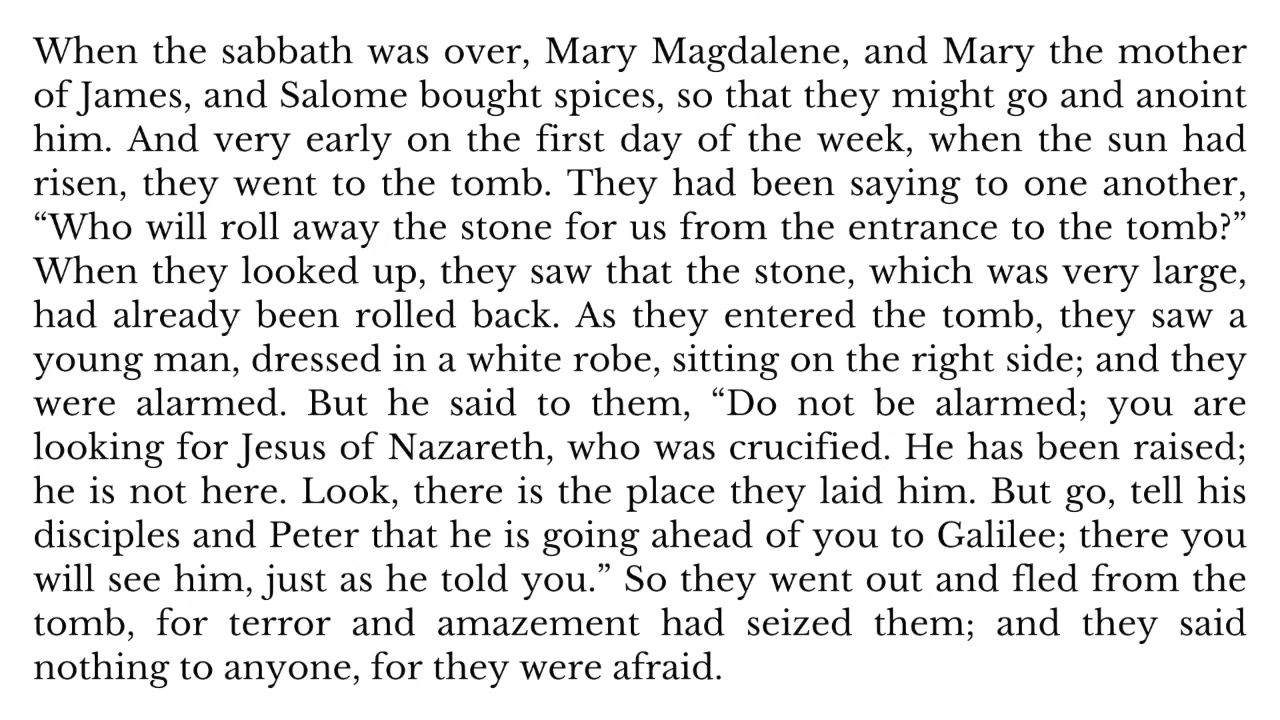 When the sabbath was over, Mary Magdalene, and Mary the mother
of James, and Salome bought spices, so that they might go and anoint
him. And very early on the first day of the week, when the sun had
risen, they went to the tomb. They had been saying to one another,
“Who will roll away the stone for us from the entrance to the tomb?”
When they looked up, they saw that the stone, which was very large,
had already been rolled back. As they entered the tomb, they saw a
young man, dressed in a white robe, sitting on the right side; and they
were alarmed. But he said to them, “Do not be alarmed; you are
looking for Jesus of Nazareth, who was crucified. He has been raised;
he is not here. Look, there is the place they laid him. But go, tell his
disciples and Peter that he is going ahead of you to Galilee; there you
will see him, just as he told you.” So they went out and fled from the
tomb, for terror and amazement had seized them; and they said
nothing to anyone, for they were afraid.